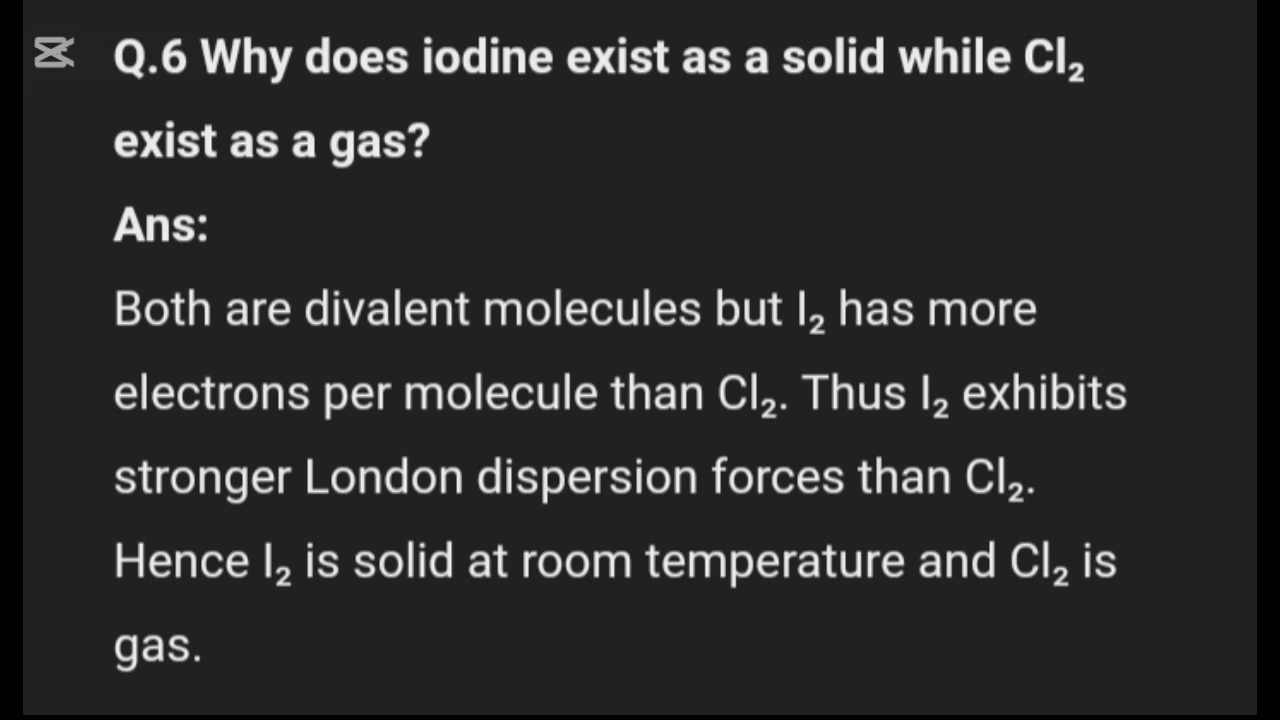 Q.6 Why does iodine exist as a solid while Cl₂
exist as a gas?
Ans:
Both are divalent molecules but I₂ has more
electrons per molecule than Cl₂. Thus I₂ exhibits
stronger London dispersion forces than Cl₂.
Hence I₂ is solid at room temperature and Cl₂ is
gas.